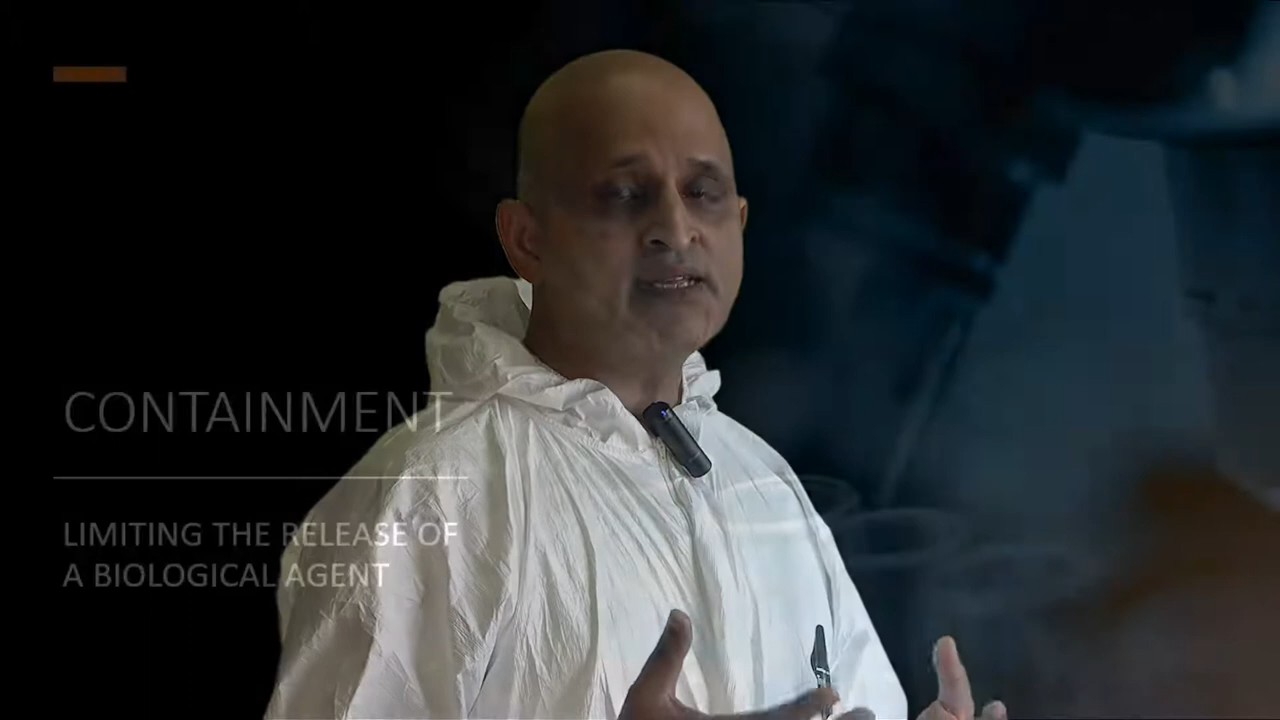 CONTAINMENT
LIMITING THE RELEASE OF
A BIOLOGICAL AGENT